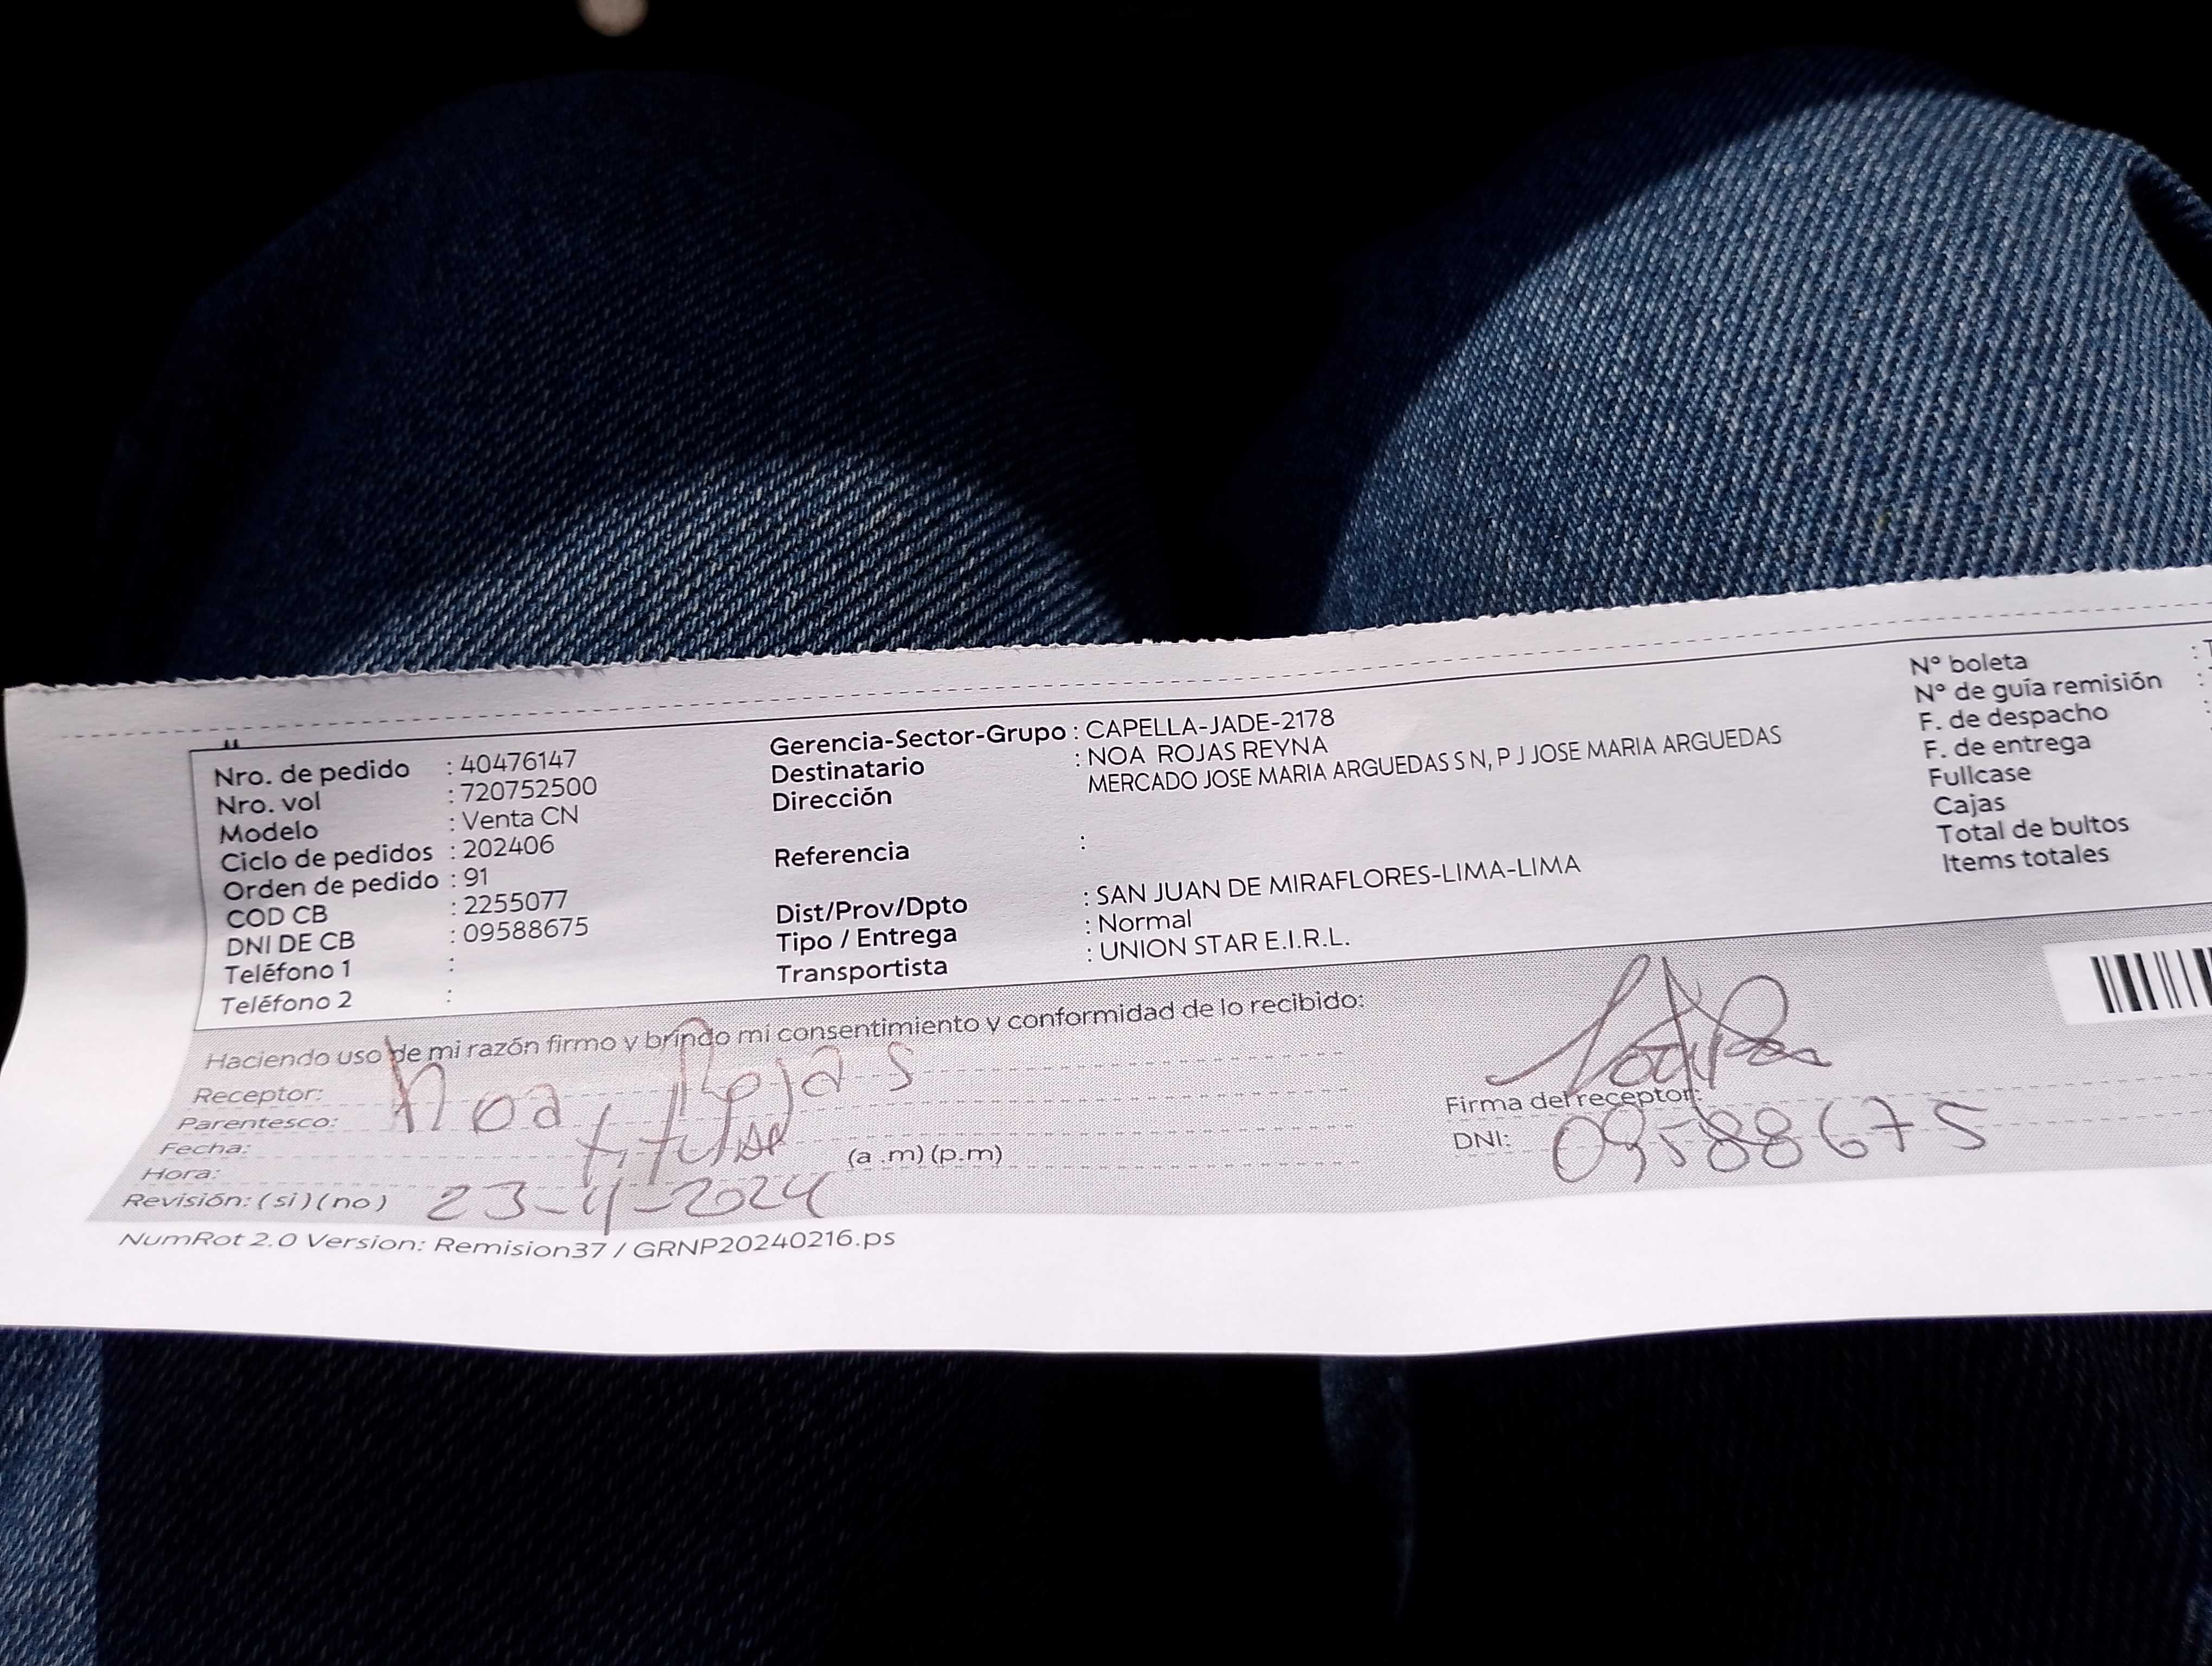 Nro. de pedido : 40476147
Nro. vol : 720752500
Modelo : Venta CN
Ciclo de pedidos : 202406
Orden de pedido : 91
COD CB : 2255077
DNI DE CB : 09588675
Teléfono 1 :
Teléfono 2 :
Gerencia-Sector-Grupo : CAPELLA-JADE-2178
Destinatario : NOA ROJAS REYNA
Dirección MERCADO JOSE MARIA ARGUEDAS S N, P J JOSE MARIA ARGUEDAS
Referencia :
Dist/Prov/Dpto : SAN JUAN DE MIRAFLORES-LIMA-LIMA
Tipo / Entrega : Normal
Transportista : UNION STAR E.I.R.L.
N° boleta :
N° de guía remisión :
F. de despacho :
F. de entrega
Fullcase
Cajas
Total de bultos
Items totales
Haciendo uso de mi razón firmo y brindo mi consentimiento y conformidad de lo recibido:
Receptor: Noa Rojas
Parentesco:
Fecha:
Hora: (a .m) (p.m)
Revisión: ( si ) ( no ) 23-4-2024
Firma del receptor:
DNI: 09588675
NumRot 2.0 Version: Remision37 / GRNP20240216.ps